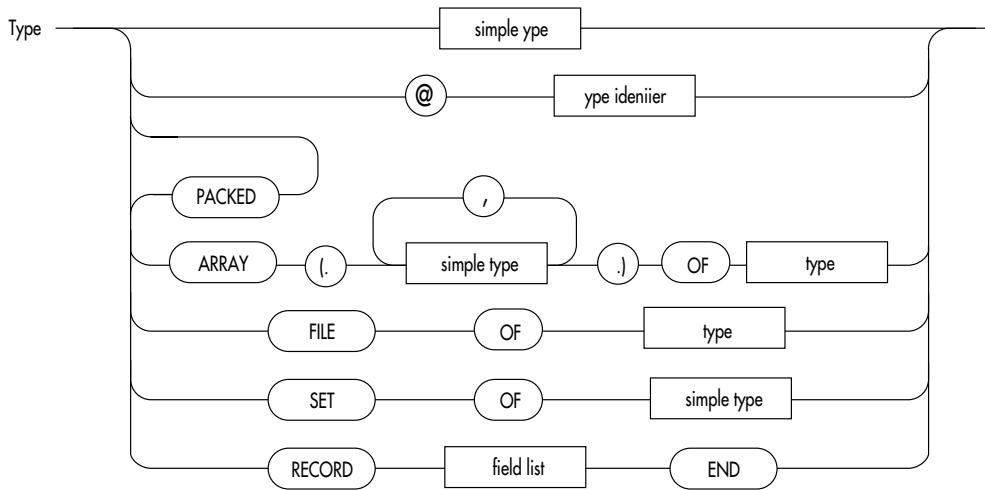 Type simple ype
@ ype ideniier
PACKED
,
ARRAY (. simple type .) OF type
FILE OF type
SET OF simple type
RECORD field list END